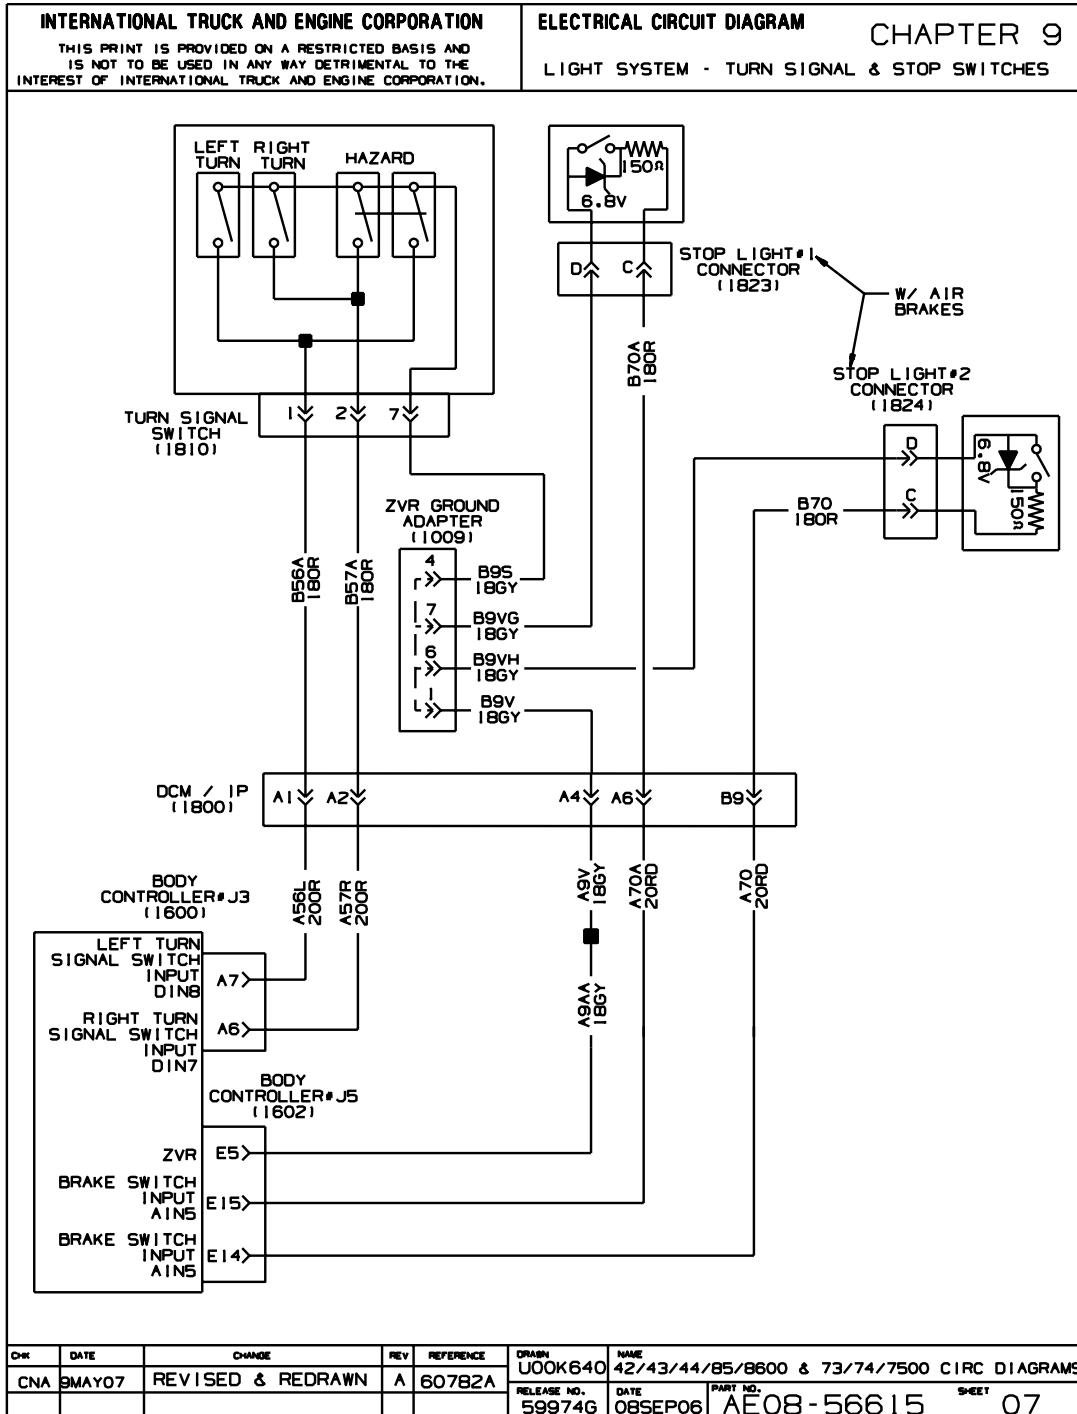 INTERNATIONAL TRUCK AND ENGINE CORPORATION
THIS PRINT IS PROVIDED ON A RESTRICTED BASIS AND
IS NOT TO BE USED IN ANY WAY DETRIMENTAL TO THE
INTEREST OF INTERNATIONAL TRUCK AND ENGINE CORPORATION.
ELECTRICAL CIRCUIT DIAGRAM
CHAPTER 9
LIGHT SYSTEM - TURN SIGNAL & STOP SWITCHES
LEFT
TURN
RIGHT
TURN
HAZARD
150Ω
6.8V
D
C
STOP LIGHT#1
CONNECTOR
(1823)
W/ AIR
BRAKES
B70A
18OR
STOP LIGHT#2
CONNECTOR
(1824)
TURN SIGNAL
SWITCH
(1810)
1
2
7
D
C
6.8V
150Ω
B70
18OR
ZVR GROUND
ADAPTER
(1009)
4
7
6
1
B9S
18GY
B9VG
18GY
B9VH
18GY
B9V
18GY
B56A
18OR
B57A
18OR
DCM / IP
(1800)
A1
A2
A4
A6
B9
A56L
20OR
A57R
20OR
A9V
18GY
A70A
20RD
A70
20RD
BODY
CONTROLLER#J3
(1600)
LEFT TURN
SIGNAL SWITCH
INPUT
DIN8
A7
RIGHT TURN
SIGNAL SWITCH
INPUT
DIN7
A6
A9AA
18GY
BODY
CONTROLLER#J5
(1602)
ZVR
E5
BRAKE SWITCH
INPUT
AIN5
E15
BRAKE SWITCH
INPUT
AIN5
E14
CHK
DATE
CHANGE
REV
REFERENCE
CNA
9MAY07
REVISED & REDRAWN
A
60782A
DRAWN
U00K640
NAME
42/43/44/85/8600 & 73/74/7500 CIRC DIAGRAMS
RELEASE NO.
59974G
DATE
08SEP06
PART NO.
AE08-56615
SHEET
07